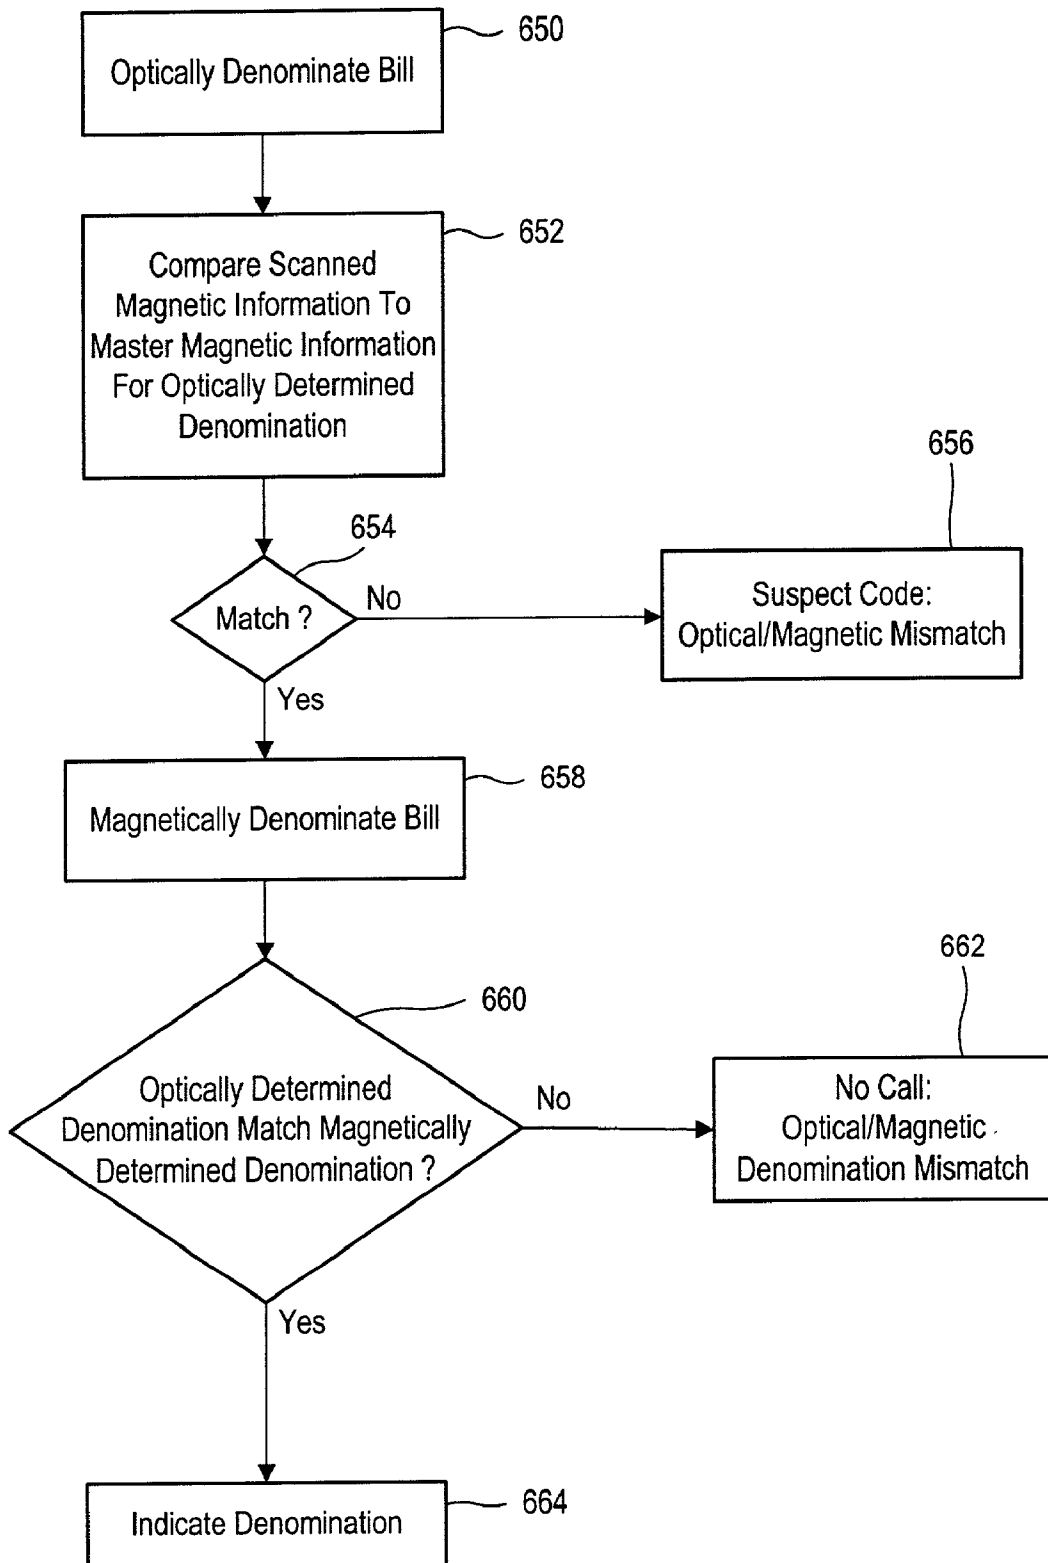 650
Optically Denominate Bill
652
Compare Scanned
Magnetic Information To
Master Magnetic Information
For Optically Determined
Denomination
654
Match ?
No
656
Suspect Code:
Optical/Magnetic Mismatch
Yes
658
Magnetically Denominate Bill
660
Optically Determined
Denomination Match Magnetically
Determined Denomination ?
No
662
No Call:
Optical/Magnetic
Denomination Mismatch
Yes
664
Indicate Denomination